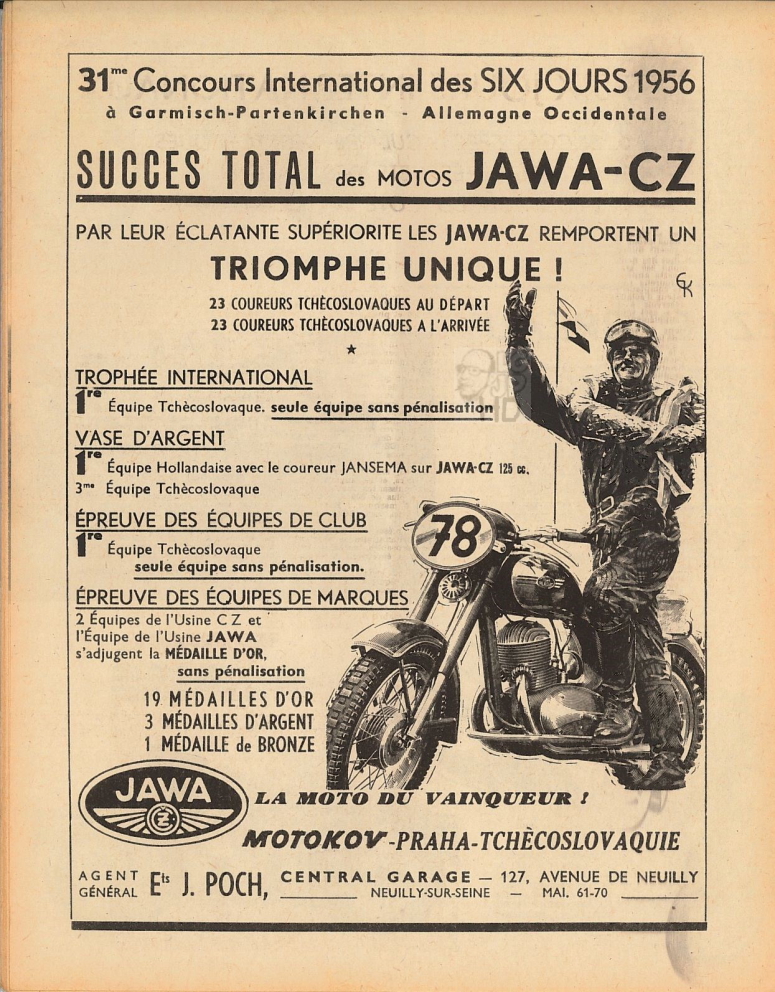 31me Concours International des SIX JOURS 1956
à Garmisch-Partenkirchen - Allemagne Occidentale
SUCCES TOTAL des MOTOS JAWA-CZ
PAR LEUR ÉCLATANTE SUPÉRIORITE LES JAWA-CZ REMPORTENT UN
TRIOMPHE UNIQUE !
23 COUREURS TCHÈCOSLOVAQUES AU DÉPART
23 COUREURS TCHÈCOSLOVAQUES A L'ARRIVÉE
TROPHÉE INTERNATIONAL
1re Équipe Tchècoslovaque. seule équipe sans pénalisation
VASE D'ARGENT
1re Équipe Hollandaise avec le coureur JANSEMA sur JAWA-CZ 125 cc.
3me Équipe Tchècoslovaque
ÉPREUVE DES ÉQUIPES DE CLUB
1re Équipe Tchècoslovaque
seule équipe sans pénalisation.
ÉPREUVE DES ÉQUIPES DE MARQUES
2 Équipes de l'Usine C Z et
l'Équipe de l'Usine JAWA
s'adjugent la MÉDAILLE D'OR,
sans pénalisation
19 MÉDAILLES D'OR
3 MÉDAILLES D'ARGENT
1 MÉDAILLE de BRONZE
78
JAWA
CZ
LA MOTO DU VAINQUEUR !
MOTOKOV-PRAHA-TCHÈCOSLOVAQUIE
AGENT GÉNÉRAL Ets J. POCH, CENTRAL GARAGE — 127, AVENUE DE NEUILLY
NEUILLY-SUR-SEINE — MAI. 61-70